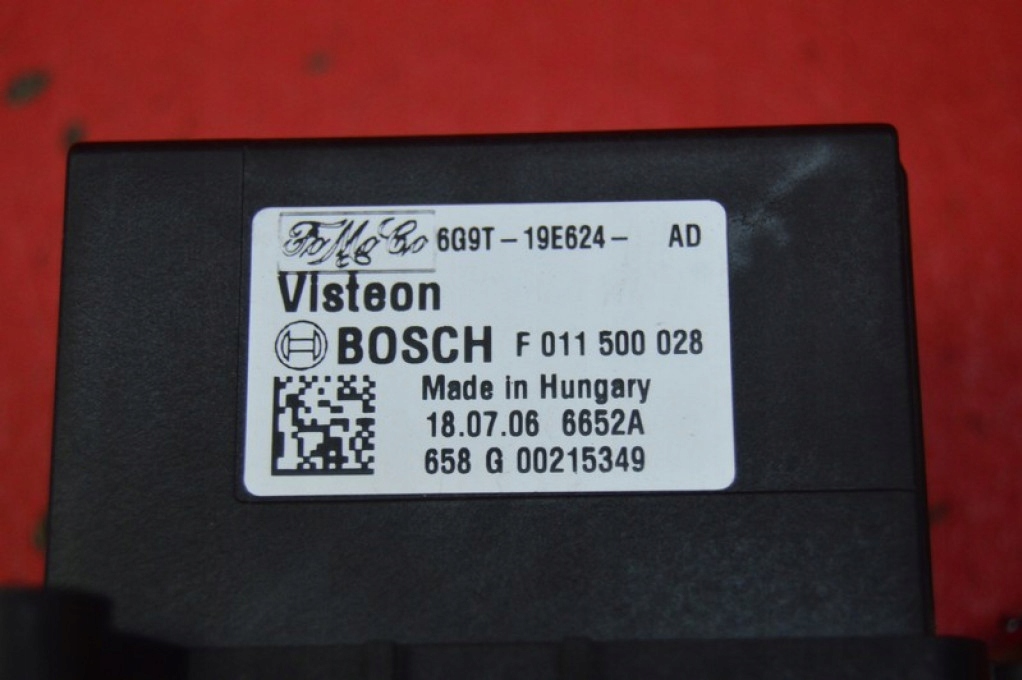 FoMoCo 6G9T-19E624- AD
Visteon
BOSCH F 011 500 028
Made in Hungary
18.07.06 6652A
658 G 00215349